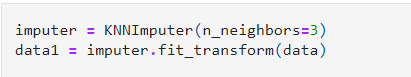 imputer = KNNImputer(n_neighbors=3)
data1 = imputer.fit_transform(data)